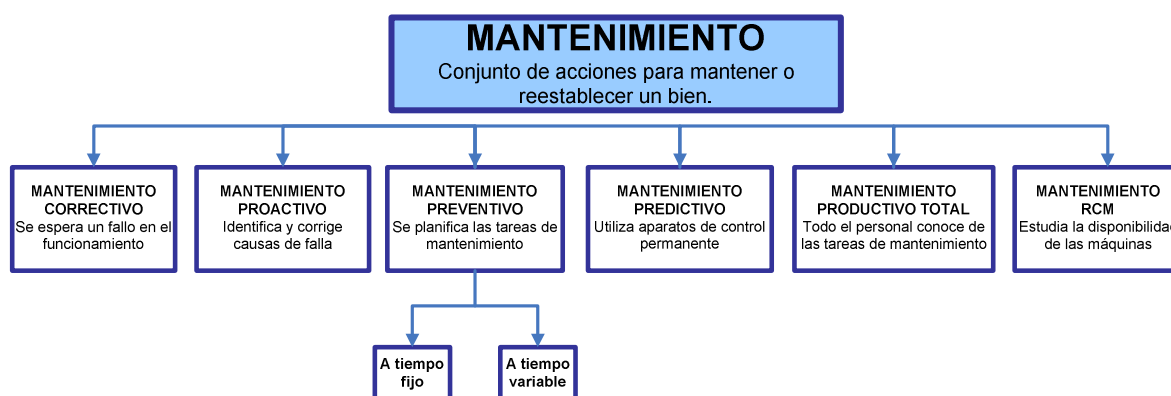 MANTENIMIENTO
Conjunto de acciones para mantener o
reestablecer un bien.
MANTENIMIENTO
CORRECTIVO
Se espera un fallo en el
funcionamiento
MANTENIMIENTO
PROACTIVO
Identifica y corrige
causas de falla
MANTENIMIENTO
PREVENTIVO
Se planifica las tareas de
mantenimiento
MANTENIMIENTO
PREDICTIVO
Utiliza aparatos de control
permanente
MANTENIMIENTO
PRODUCTIVO TOTAL
Todo el personal conoce de
las tareas de mantenimiento
MANTENIMIENTO
RCM
Estudia la disponibilidad
de las máquinas
A tiempo
fijo
A tiempo
variable